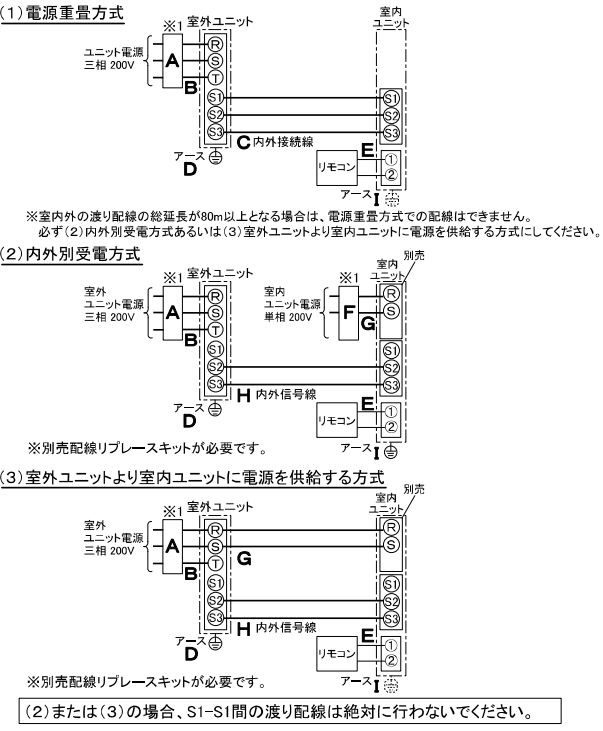 (1)電源重畳方式
※1 室外ユニット 室内ユニット
ユニット電源
三相 200V
A
B
R
S
T
S1 S1
S2 S2
S3 S3
C 内外接続線
アース
D
リモコン
E
①
②
アース I
※室内外の渡り配線の総延長が80m以上となる場合は、電源重畳方式での配線はできません。
必ず(2)内外別受電方式あるいは(3)室外ユニットより室内ユニットに電源を供給する方式にしてください。
(2)内外別受電方式
※1 室外ユニット ※1 室内ユニット 別売
室外
ユニット電源
三相 200V
A
B
R
S
T
室内
ユニット電源
単相 200V
F
G
R
S
S1 S1
S2 S2
S3 S3
H 内外信号線
アース
D
リモコン
E
①
②
アース I
※別売配線リプレースキットが必要です。
(3)室外ユニットより室内ユニットに電源を供給する方式
※1 室外ユニット 室内ユニット 別売
室外
ユニット電源
三相 200V
A
B
R R
S S
T
G
S1 S1
S2 S2
S3 S3
H 内外信号線
アース
D
リモコン
E
①
②
アース I
※別売配線リプレースキットが必要です。
(2)または(3)の場合、S1-S1間の渡り配線は絶対に行わないでください。